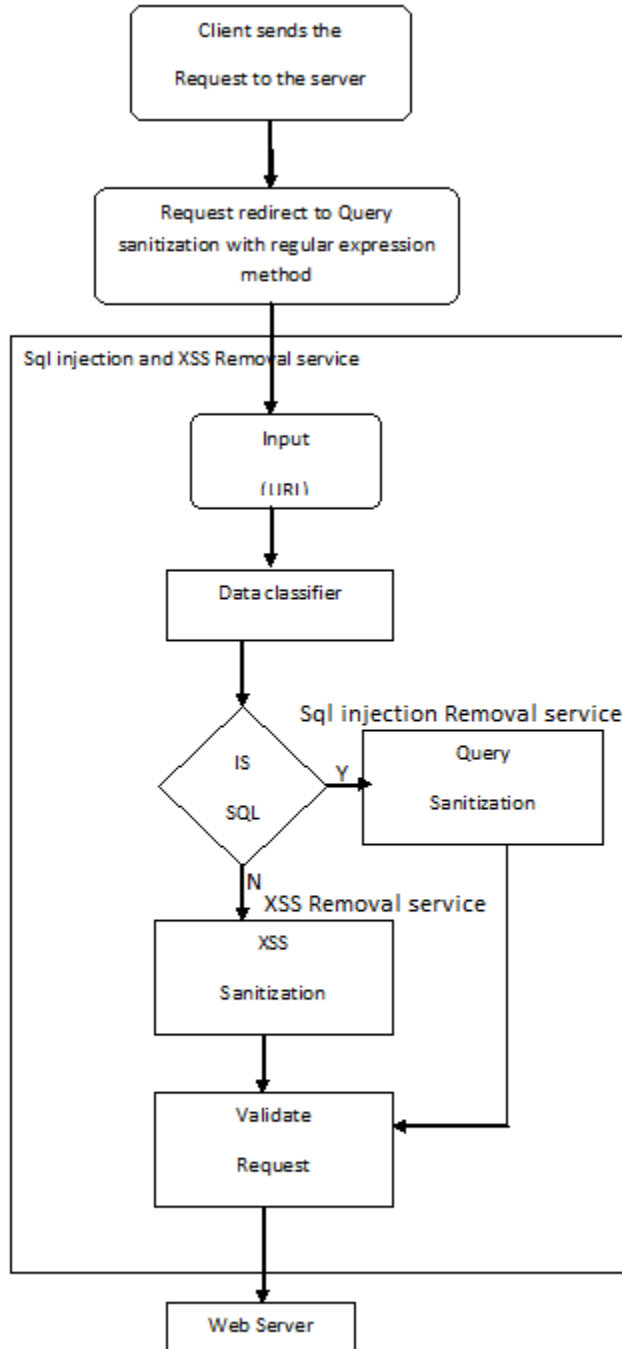 Client sends the
Request to the server
Request redirect to Query
sanitization with regular expression
method
Sql injection and XSS Removal service
Input
(URL)
Data classifier
Sql injection Removal service
IS
SQL
Y
Query
Sanitization
N
XSS Removal service
XSS
Sanitization
Validate
Request
Web Server